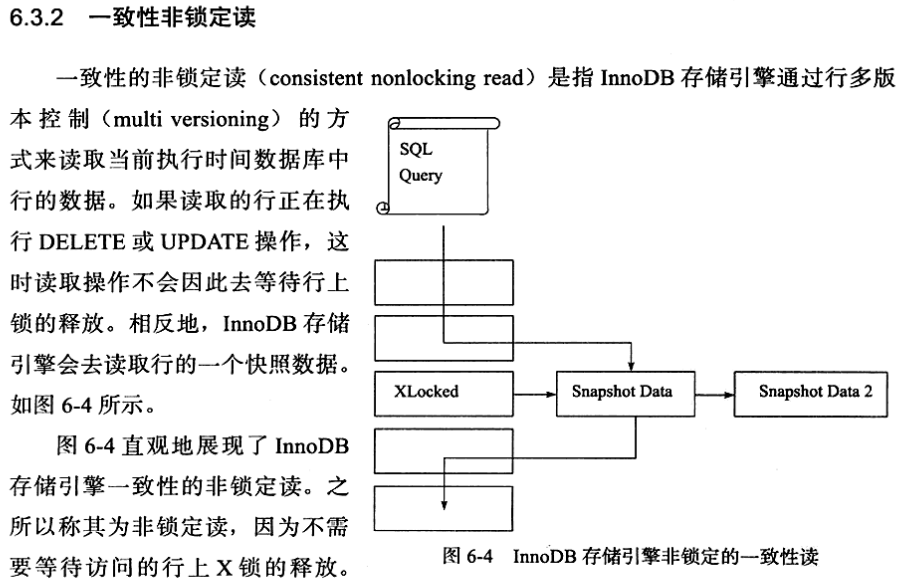 6.3.2 一致性非锁定读
一致性的非锁定读（consistent nonlocking read）是指 InnoDB 存储引擎通过行多版
本控制（multi versioning）的方
式来读取当前执行时间数据库中
行的数据。如果读取的行正在执
行 DELETE 或 UPDATE 操作，这
时读取操作不会因此去等待行上
锁的释放。相反地，InnoDB 存储
引擎会去读取行的一个快照数据。
如图 6-4 所示。
图 6-4 直观地展现了 InnoDB
存储引擎一致性的非锁定读。之
所以称其为非锁定读，因为不需
要等待访问的行上 X 锁的释放。
SQL
Query
XLocked
Snapshot Data
Snapshot Data 2
图 6-4 InnoDB 存储引擎非锁定的一致性读